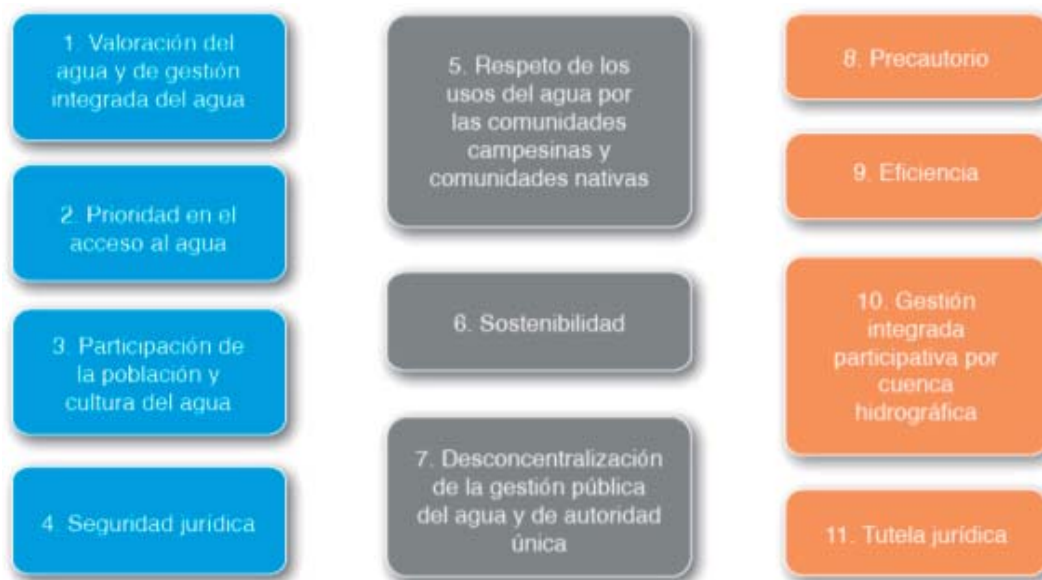 1. Valoración del
agua y de gestión
integrada del agua
2. Prioridad en el
acceso al agua
3. Participación de
la población y
cultura del agua
4. Seguridad jurídica
5. Respeto de los
usos del agua por
las comunidades
campesinas y
comunidades nativas
6. Sostenibilidad
7. Desconcentralización
de la gestión pública
del agua y de autoridad
única
8. Precautorio
9. Eficiencia
10. Gestión
integrada
participativa por
cuenca
hidrográfica
11. Tutela jurídica